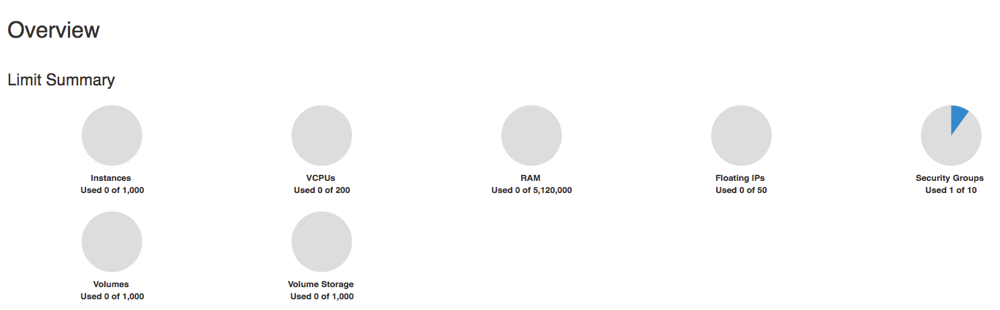 Overview
Limit Summary
Instances
Used 0 of 1,000
VCPUs
Used 0 of 200
RAM
Used 0 of 5,120,000
Floating IPs
Used 0 of 50
Security Groups
Used 1 of 10
Volumes
Used 0 of 1,000
Volume Storage
Used 0 of 1,000